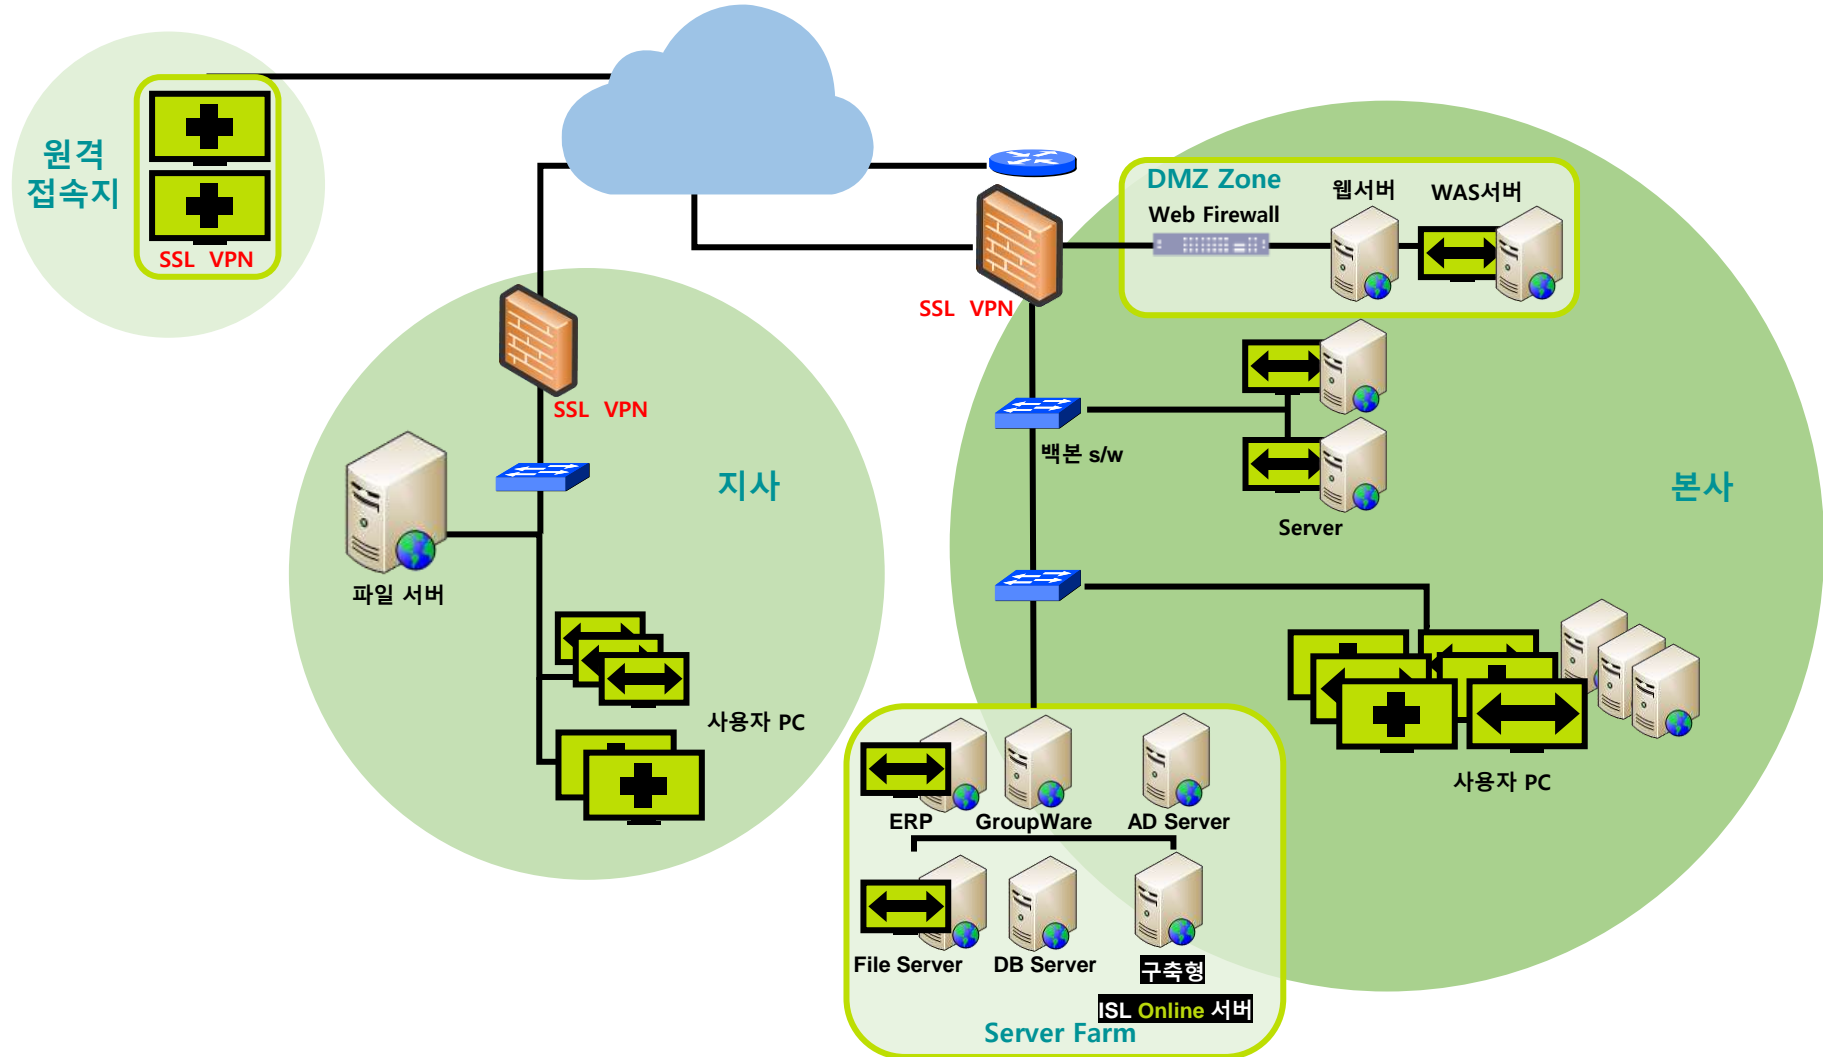 원격
접속지
SSL VPN
DMZ Zone
Web Firewall
웹서버
WAS서버
SSL VPN
SSL VPN
백본 s/w
Server
지사
본사
파일 서버
사용자 PC
사용자 PC
ERP
GroupWare
AD Server
File Server
DB Server
구축형
ISL Online 서버
Server Farm